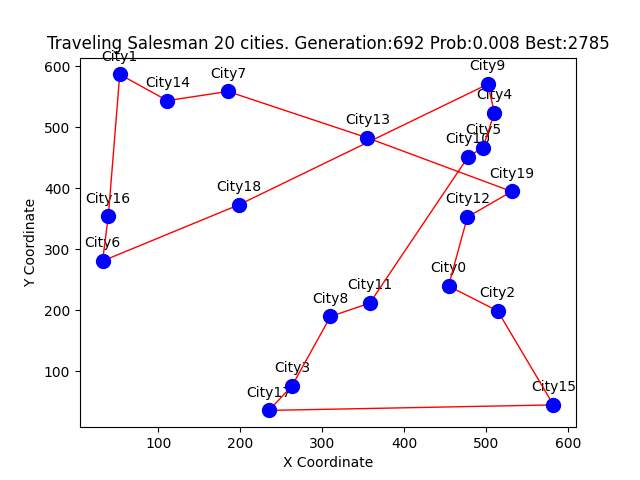 Traveling Salesman 20 cities. Generation:692 Prob:0.008 Best:2785
City1
City9
City7
City14
City4
City13
City5
City10
City19
City16
City18
City12
City6
City0
City2
City8
City11
City3
City15
City17
600
500
400
300
200
100
Y Coordinate
100
200
300
400
500
600
X Coordinate